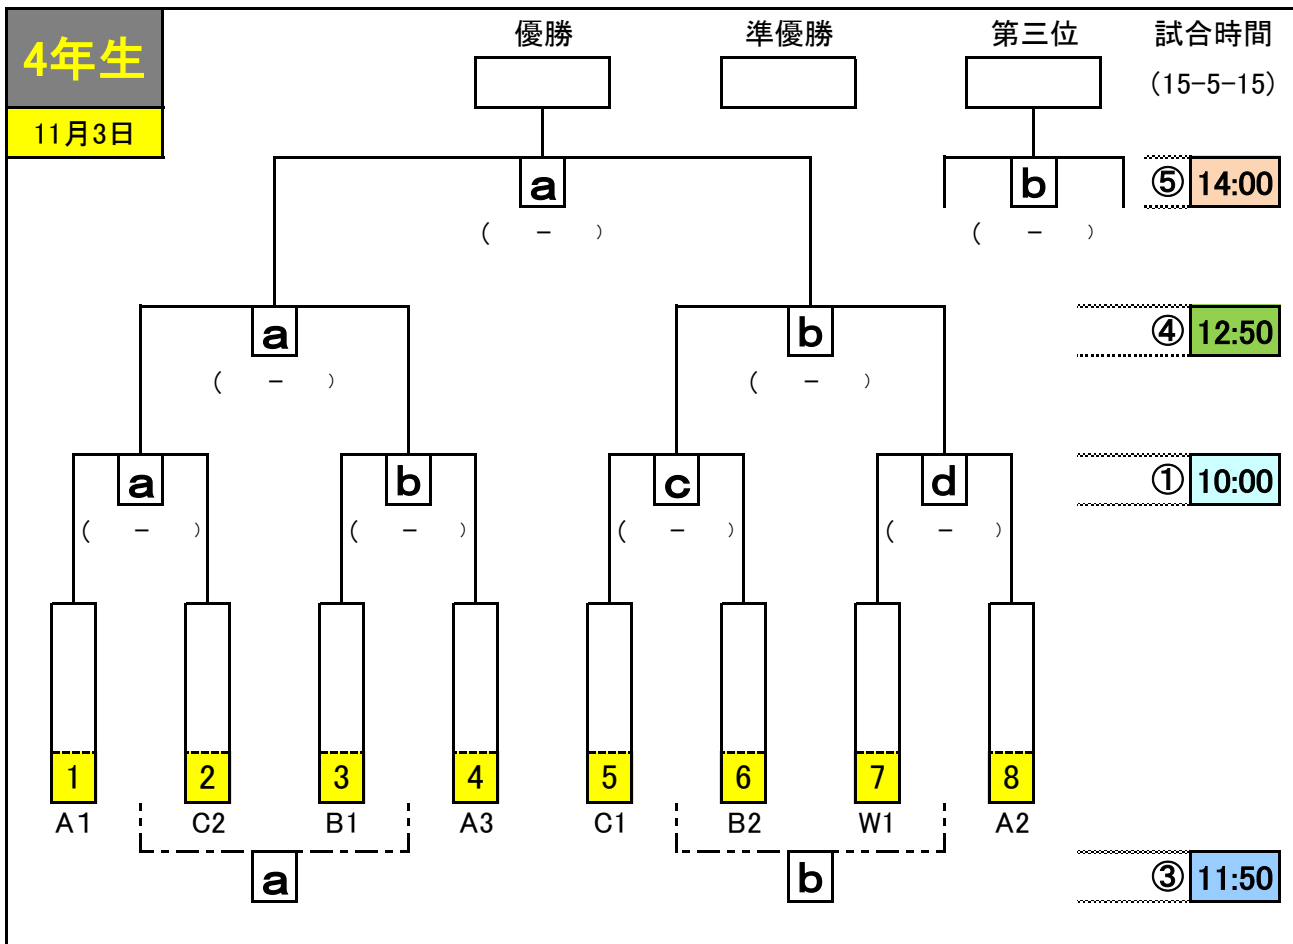 4年生
優勝 準優勝 第三位 試合時間
(15-5-15)
11月3日
a b ⑤ 14:00
( - ) ( - )
a b ④ 12:50
( - ) ( - )
a b c d ① 10:00
( - ) ( - ) ( - ) ( - )
1 2 3 4 5 6 7 8
A1 C2 B1 A3 C1 B2 W1 A2
a b ③ 11:50